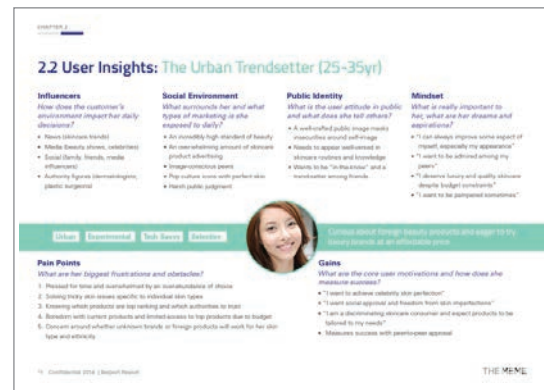 CHAPTER 2
2.2 User Insights: The Urban Trendsetter (25-35yr)
Influencers
How does the customer's
environment impact her daily
decisions?
• News (skincare trends)
• Media (beauty shows, celebrities)
• Social (family, friends, media
influencers)
• Authority figures (dermatologists,
plastic surgeons)
Social Environment
What surrounds her and what
types of marketing is she
exposed to daily?
• An incredibly high standard of beauty
• An overwhelming amount of skincare
product advertising
• Image-conscious peers
• Pop culture icons with perfect skin
• Harsh public judgment
Public Identity
What is the user attitude in public
and what does she tell others?
• A well-crafted public image masks
insecurities around self-image
• Needs to appear well-versed in
skincare routines and knowledge
• Wants to be "in-the-know" and a
trendsetter among friends
Mindset
What is really important to
her, what are her dreams and
aspirations?
• "I can always improve some aspect of
myself, especially my appearance"
• "I want to be admired among my
peers"
• "I deserve luxury and quality skincare
despite budget constraints"
• "I want to be pampered sometimes"
Urban
Experimental
Tech Savvy
Selective
Curious about foreign beauty products and eager to try
luxury brands at an affordable price
Pain Points
What are her biggest frustrations and obstacles?
1. Pressed for time and overwhelmed by an overabundance of choice
2. Solving tricky skin issues specific to individual skin types
3. Knowing which products are top ranking and which authorities to train
4. Boredom with current products and limited access to top products due to budget
5. Concern around whether unknown brands or foreign products will work for her skin
type and ethnicity
Gains
What are the core user motivations and how does she
measure success?
• "I want to achieve celebrity skin perfection"
• "I want social approval and freedom from skin imperfections"
• "I am a discriminating skincare consumer and expect products to be
tailored to my needs"
• Measures success with peer-to-peer approval
Confidential 2014 | Report
THE MEME